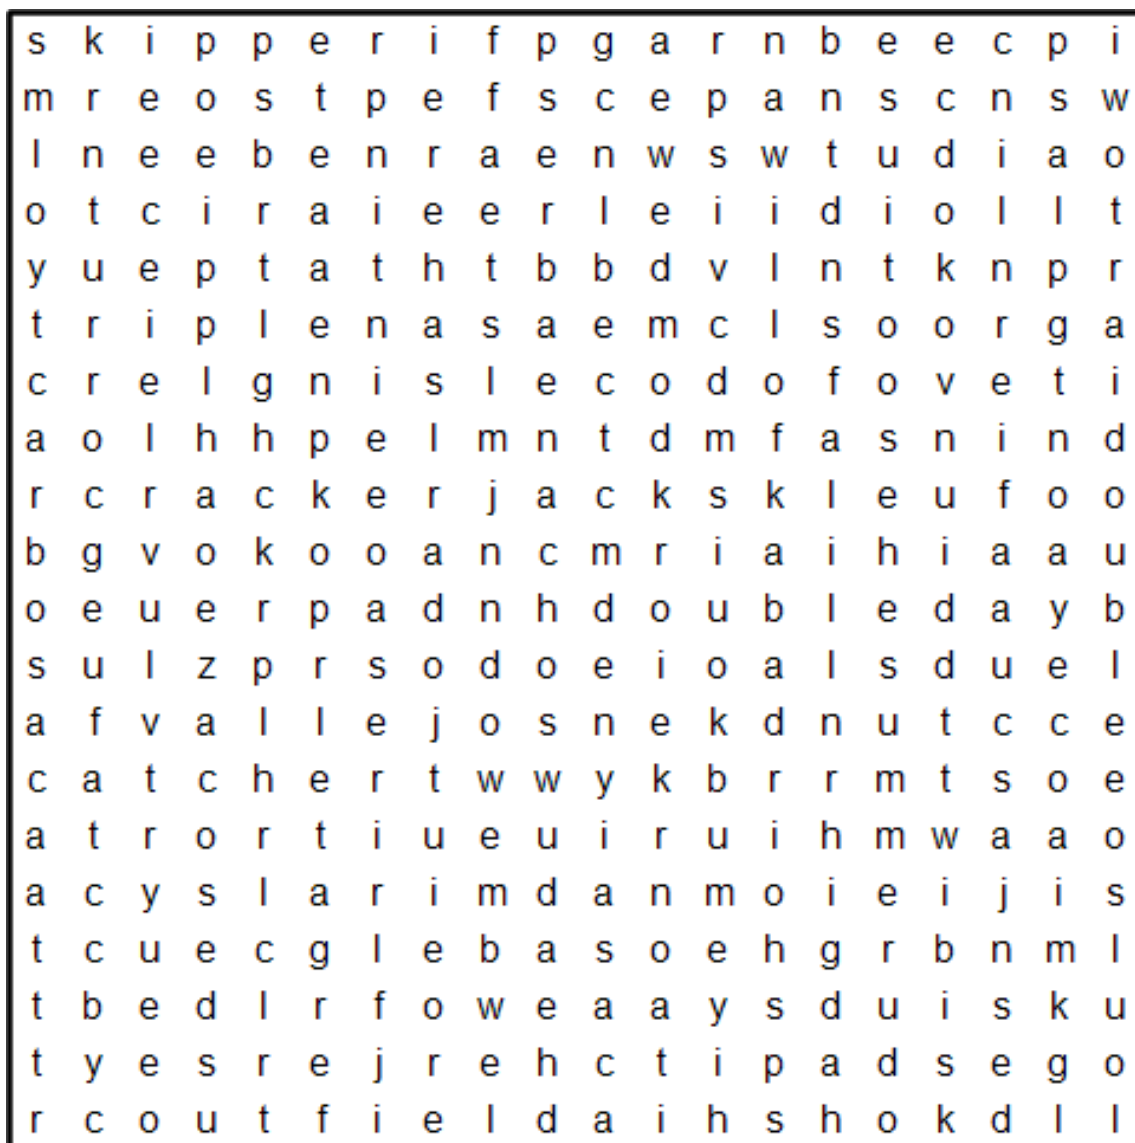 s k i p p e r i f p g a r n b e e c p i
m r e o s t p e f s c e p a n s c n s w
l n e e b e n r a e n w s w t u d i a o
o t c i r a i e e r l e i i d i o l l t
y u e p t a t h t b b d v l n t k n p r
t r i p l e n a s a e m c l s o o r g a
c r e l g n i s l e c o d o f o v e t i
a o l h h p e l m n t d m f a s n i n d
r c r a c k e r j a c k s k l e u f o o
b g v o k o o a n c m r i a i h i a a u
o e u e r p a d n h d o u b l e d a y b
s u l z p r s o d o e i o a l s d u e l
a f v a l l e j o s n e k d n u t c c e
c a t c h e r t w w y k b r r m t s o e
a t r o r t i u e u i r u i h m w a a o
a c y s l a r i m d a n m o i e i j i s
t c u e c g l e b a s o e h g r b n m l
t b e d l r f o w e a a y s d u i s k u
t y e s r e j r e h c t i p a d s e g o
r c o u t f i e l d a i h s h o k d l l